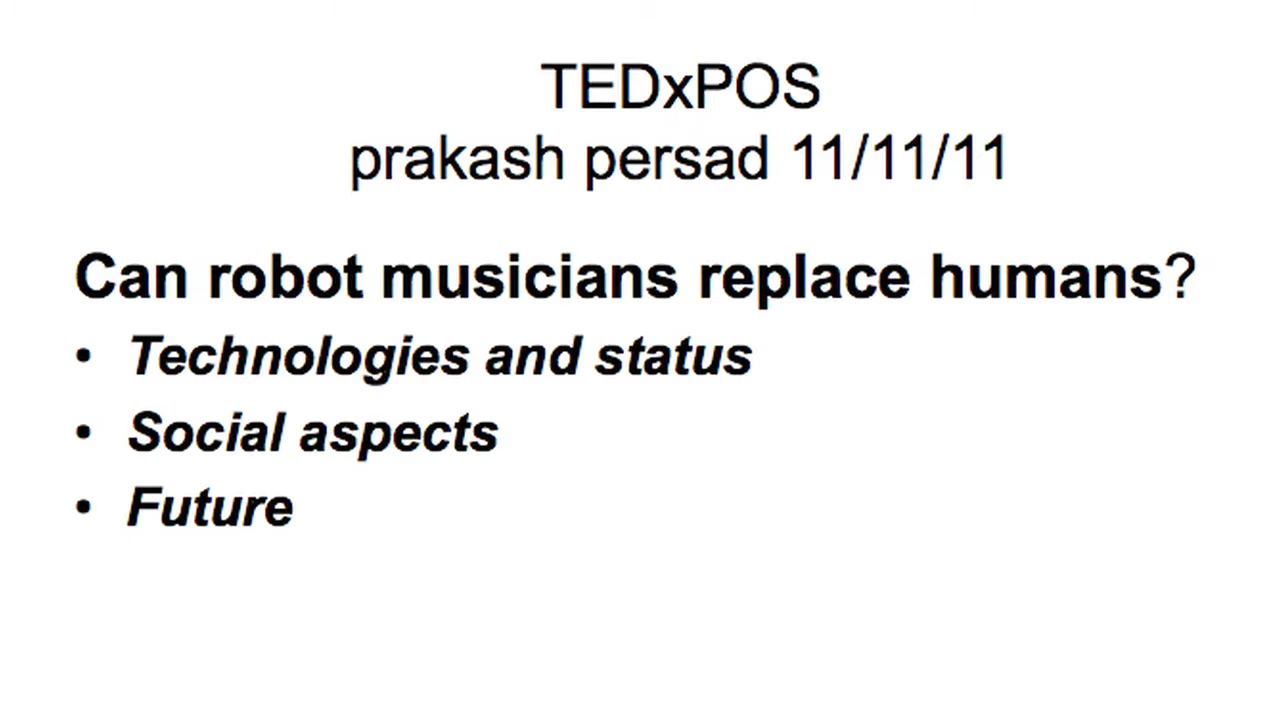 TEDxPOS
prakash persad 11/11/11
Can robot musicians replace humans?
• Technologies and status
• Social aspects
• Future